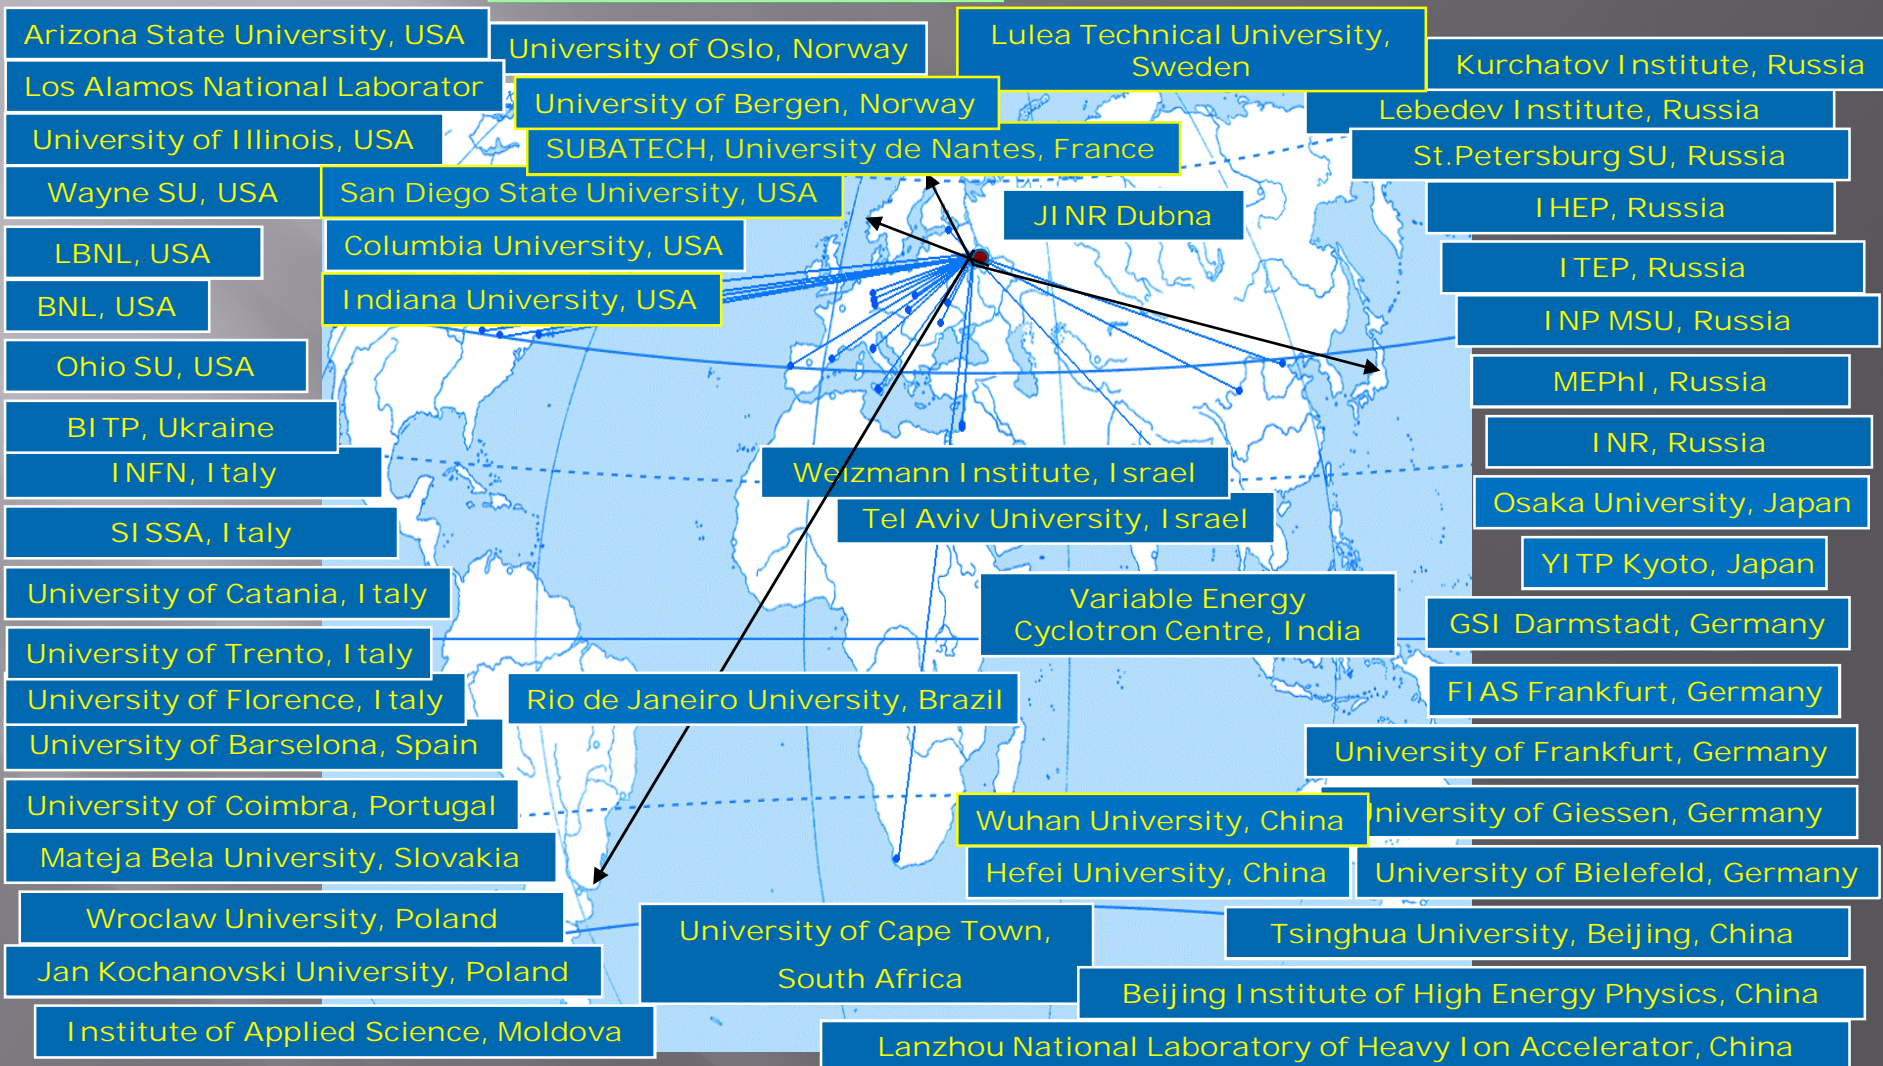 Arizona State University, USA
University of Oslo, Norway
Lulea Technical University,
Sweden
Kurchatov Institute, Russia
Los Alamos National Laborator
University of Bergen, Norway
Lebedev Institute, Russia
University of Illinois, USA
SUBATECH, University de Nantes, France
St.Petersburg SU, Russia
Wayne SU, USA
San Diego State University, USA
JINR Dubna
IHEP, Russia
LBNL, USA
Columbia University, USA
ITEP, Russia
BNL, USA
Indiana University, USA
INP MSU, Russia
Ohio SU, USA
MEPhI, Russia
BITP, Ukraine
INR, Russia
INFN, Italy
Weizmann Institute, Israel
Osaka University, Japan
SISSA, Italy
Tel Aviv University, Israel
YITP Kyoto, Japan
University of Catania, Italy
Variable Energy
Cyclotron Centre, India
GSI Darmstadt, Germany
University of Trento, Italy
University of Florence, Italy
Rio de Janeiro University, Brazil
FIAS Frankfurt, Germany
University of Barselona, Spain
University of Frankfurt, Germany
University of Coimbra, Portugal
Wuhan University, China
University of Giessen, Germany
Mateja Bela University, Slovakia
Hefei University, China
University of Bielefeld, Germany
Wroclaw University, Poland
University of Cape Town,
South Africa
Tsinghua University, Beijing, China
Jan Kochanovski University, Poland
Beijing Institute of High Energy Physics, China
Institute of Applied Science, Moldova
Lanzhou National Laboratory of Heavy Ion Accelerator, China